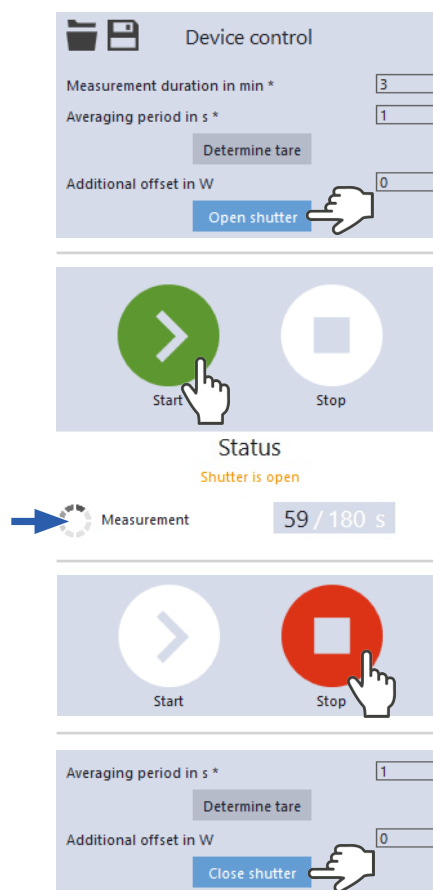 Device control
Measurement duration in min * 3
Averaging period in s * 1
Determine tare
Additional offset in W 0
Open shutter
Start Stop
Status
Shutter is open
Measurement 59 / 180 s
Start Stop
Averaging period in s * 1
Determine tare
Additional offset in W 0
Close shutter